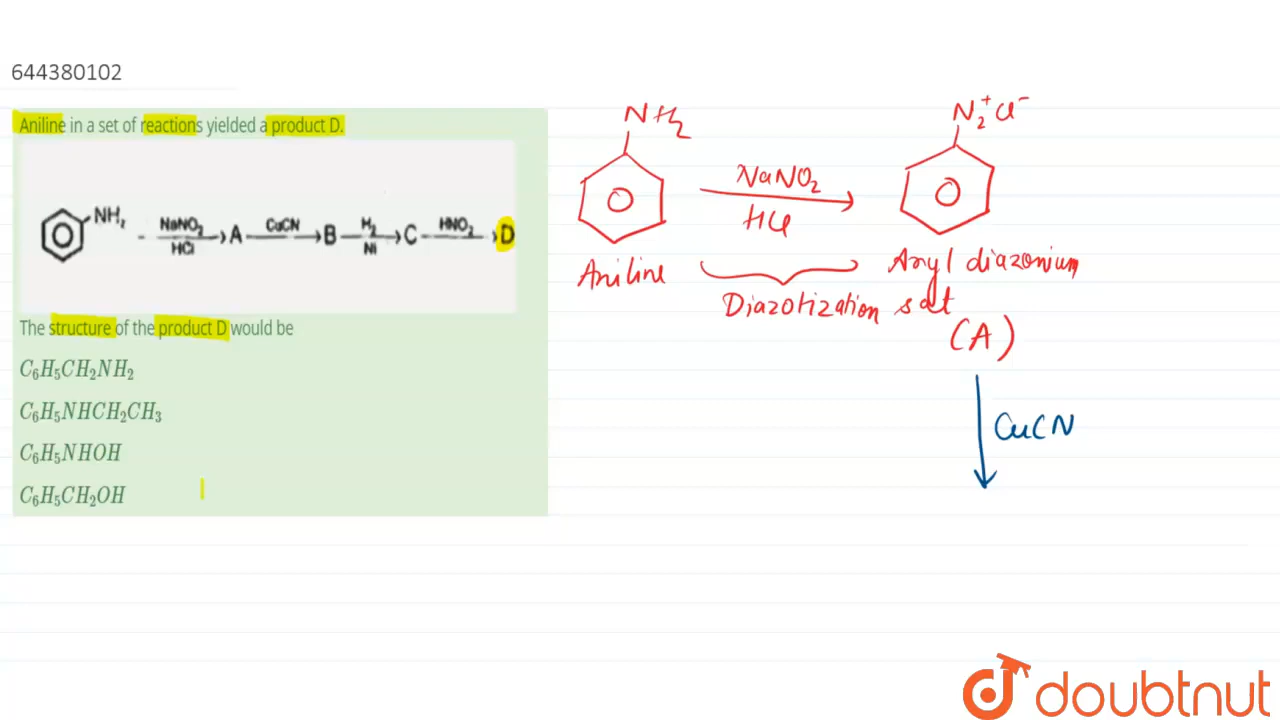 644380102
Aniline in a set of reactions yielded a product D.
NH₂ NaNO₂ HCl A CuCN B H₂ Ni C HNO₂ D
The structure of the product D would be
C₆H₅CH₂NH₂
C₆H₅NHCH₂CH₃
C₆H₅NHOH
C₆H₅CH₂OH
NH₂
NaNO₂
HCl
N₂⁺Cl⁻
Aniline
Diazotization
Aryl diazonium
salt
(A)
CuCN
doubtnut